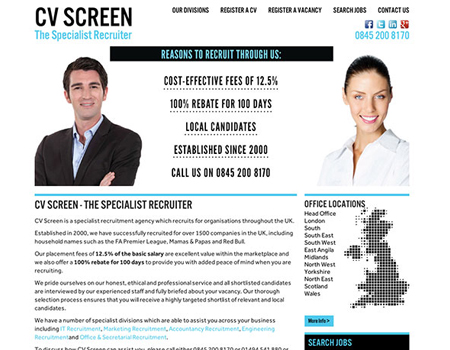 CV SCREEN
The Specialist Recruiter
OUR DIVISIONS REGISTER A CV REGISTER A VACANCY SEARCH JOBS CONTACT US
0845 200 8170
REASONS TO RECRUIT THROUGH US:
COST-EFFECTIVE FEES OF 12.5%
100% REBATE FOR 100 DAYS
LOCAL CANDIDATES
ESTABLISHED SINCE 2000
CALL US ON 0845 200 8170
CV SCREEN - THE SPECIALIST RECRUITER
CV Screen is a specialist recruitment agency which recruits for organisations throughout the UK.
Established in 2000, we have successfully recruited for over 1500 companies in the UK, including
household names such as the FA Premier League, Mamas & Papas and Red Bull.
Our placement fees of 12.5% of the basic salary are excellent value within the marketplace and
we also offer a 100% rebate for 100 days to provide you with added peace of mind when you are
recruiting.
We pride ourselves on our honest, ethical and professional service and all shortlisted candidates
are interviewed by our experienced staff and fully briefed about your vacancy. Our thorough
selection process ensures that you will receive a highly targeted shortlist of relevant and local
candidates.
We have a number of specialist divisions which are able to assist you across your business
including IT Recruitment, Marketing Recruitment, Accountancy Recruitment, Engineering
Recruitmentand Office & Secretarial Recruitment.
To discuss how CV Screen can assist you, please call either 0845 200 8170 or 01494 541 880 or
OFFICE LOCATIONS
Head Office
London
South
South East
South West
East Anglia
Midlands
North West
Yorkshire
North East
Scotland
Wales
More Info >
SEARCH JOBS